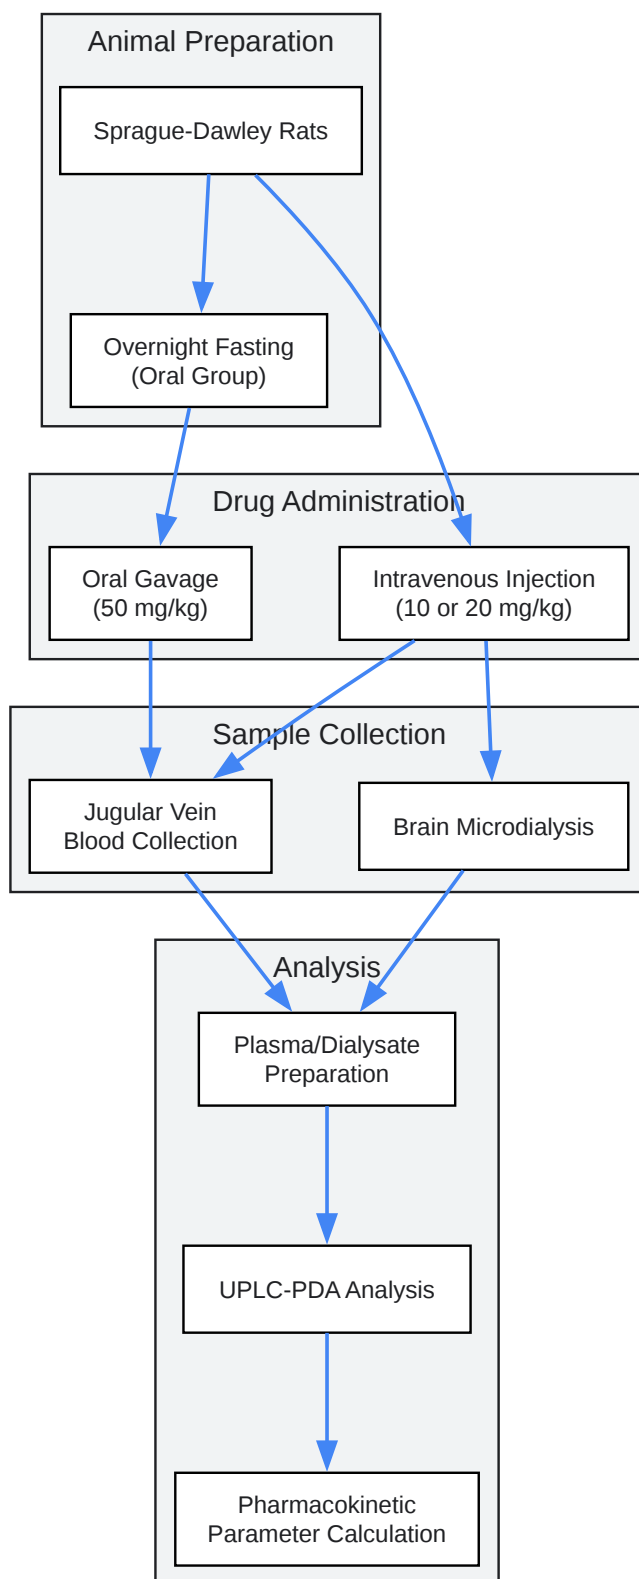 Animal Preparation
Sprague-Dawley Rats
Overnight Fasting
(Oral Group)
Drug Administration
Oral Gavage
(50 mg/kg)
Intravenous Injection
(10 or 20 mg/kg)
Sample Collection
Jugular Vein
Blood Collection
Brain Microdialysis
Analysis
Plasma/Dialysate
Preparation
UPLC-PDA Analysis
Pharmacokinetic
Parameter Calculation